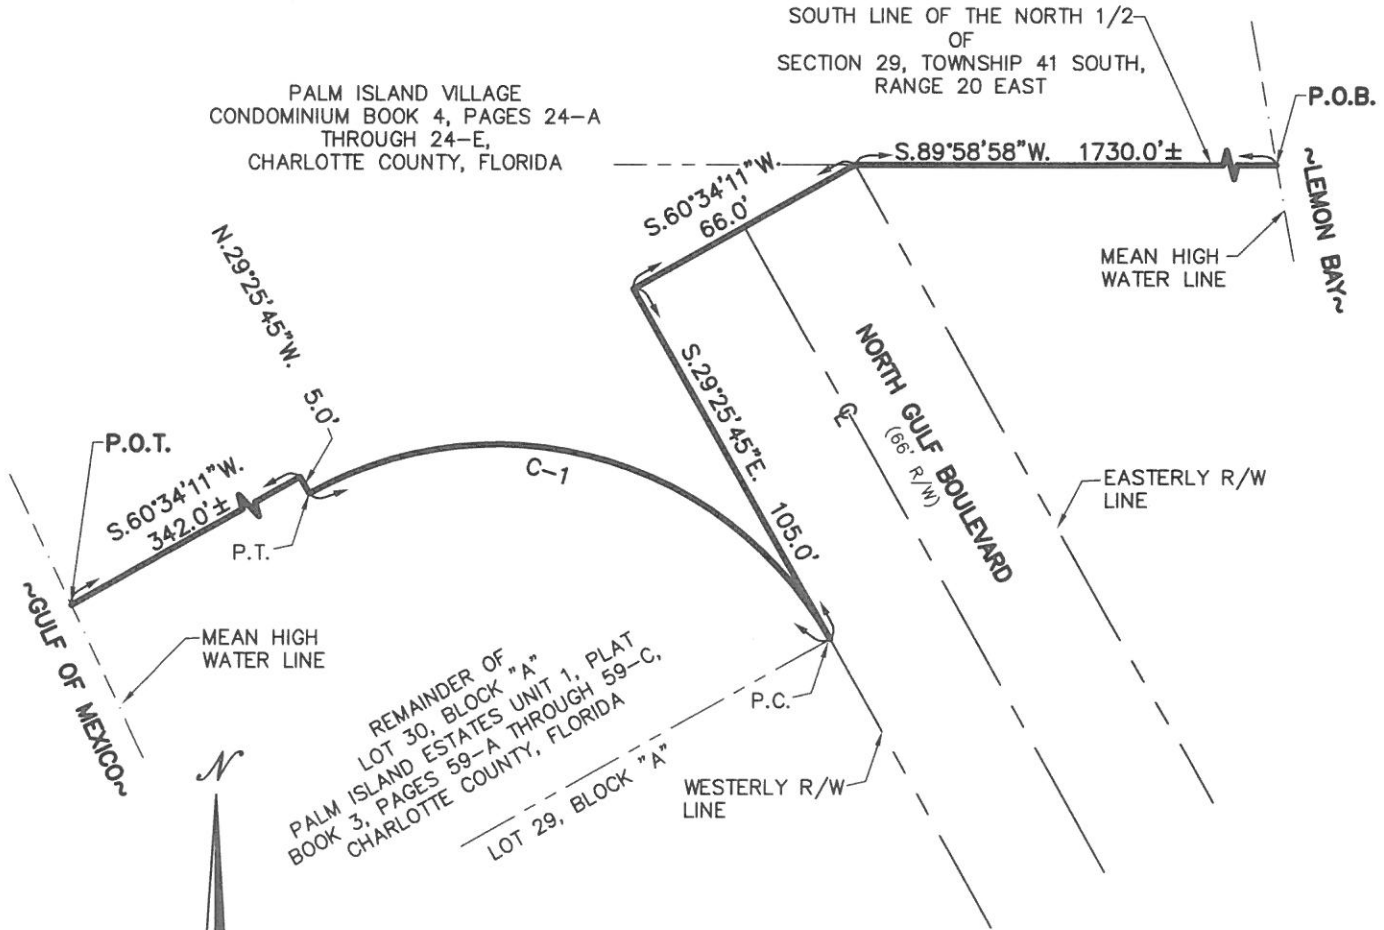 SOUTH LINE OF THE NORTH 1/2
OF
SECTION 29, TOWNSHIP 41 SOUTH,
RANGE 20 EAST
PALM ISLAND VILLAGE
CONDOMINIUM BOOK 4, PAGES 24-A
THROUGH 24-E,
CHARLOTTE COUNTY, FLORIDA
P.O.B.
S.89°58'58"W. 1730.0'±
S.60°34'11"W.
66.0'
~LEMON BAY~
MEAN HIGH
WATER LINE
N.29°25'45"W. 5.0'
S.29°25'45"E. 105.0'
NORTH GULF BOULEVARD
(66' R/W)
℄
EASTERLY R/W
LINE
P.O.T.
S.60°34'11"W.
342.0'±
C-1
P.T.
~GULF OF MEXICO~
MEAN HIGH
WATER LINE
REMAINDER OF
LOT 30, BLOCK "A"
PALM ISLAND ESTATES UNIT 1, PLAT
BOOK 3, PAGES 59-A THROUGH 59-C,
CHARLOTTE COUNTY, FLORIDA
P.C.
LOT 29, BLOCK "A"
WESTERLY R/W
LINE
N